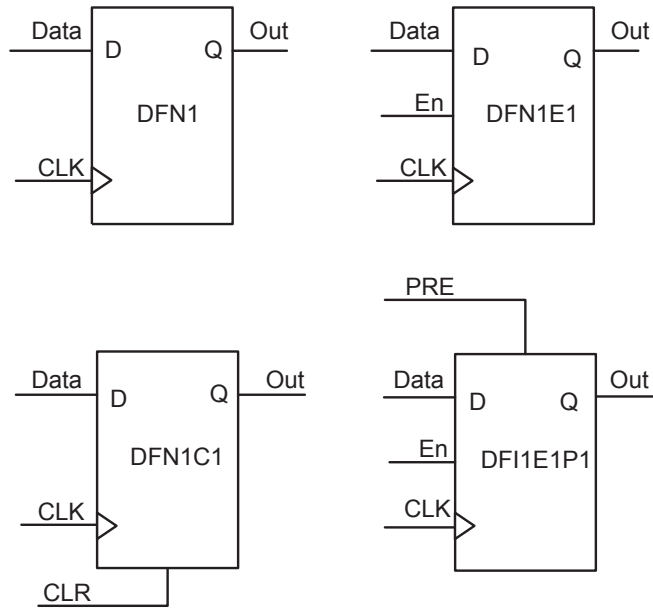 Data
D
Q
Out
DFN1
CLK
Data
D
Q
Out
En
DFN1E1
CLK
Data
D
Q
Out
DFN1C1
CLK
CLR
PRE
Data
D
Q
Out
En
DFI1E1P1
CLK